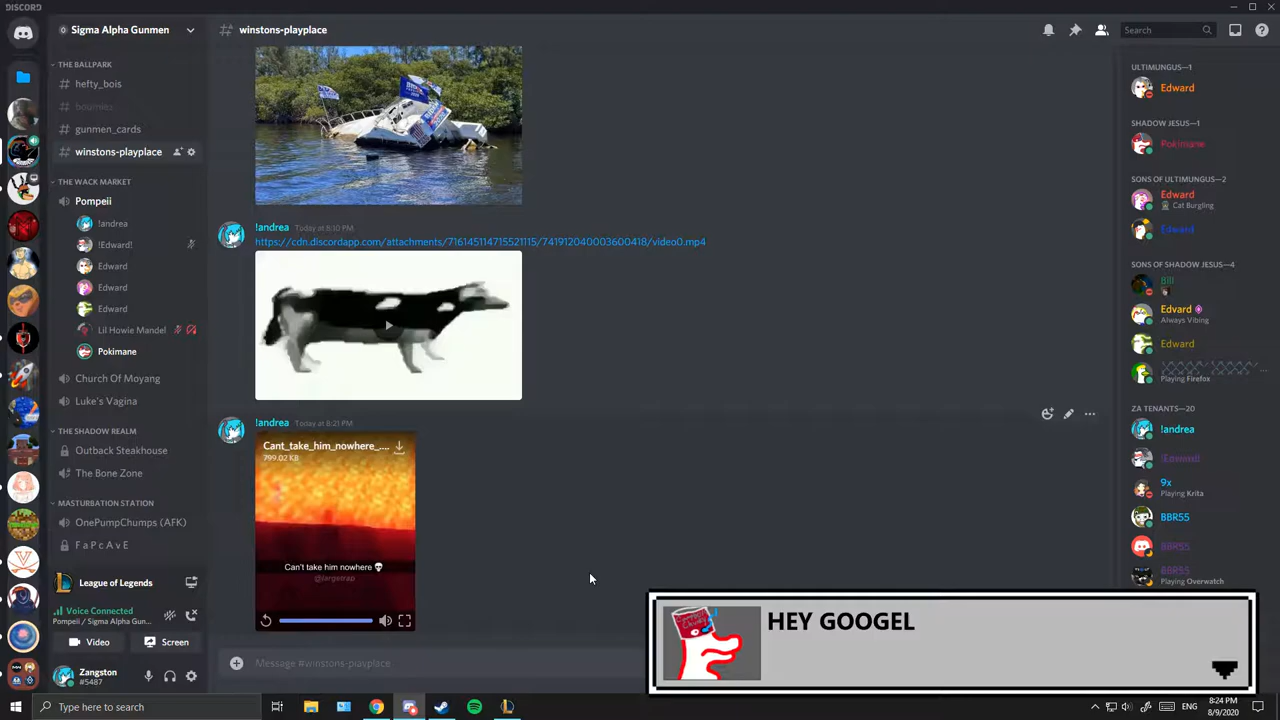 DISCORD
Sigma Alpha Gunmen
# winstons-playplace
Search
THE BALLPARK
# hefty_bois
# boumiez
# gunmen_cards
# winstons-playplace
THE WACK MARKET
Pompeii
!andrea
!Edward!
Edward
Edward
Edward
Lil Howie Mandel
Pokimane
Church Of Moyang
Luke's Vagina
THE SHADOW REALM
Outback Steakhouse
The Bone Zone
MASTURBATION STATION
OnePumpChumps (AFK)
F a P c A v E
League of Legends
Voice Connected
Pompeii / Sigma Alpha Gun...
Video
Screen
Zangston
#5487
!andrea Today at 8:10 PM
https://cdn.discordapp.com/attachments/716145114715521115/741912040003600418/video0.mp4
!andrea Today at 8:21 PM
Cant_take_him_nowhere_....
799.02 KB
Can't take him nowhere 💀
@largetrap
Message #winstons-playplace
ULTIMUNGUS—1
Edward
SHADOW JESUS—1
Pokimane
SONS OF ULTIMUNGUS—2
Edward
Cat Burgling
Edward
SONS OF SHADOW JESUS—4
Bill
Edvard
Always Vibing
Edward
Playing Firefox
ZA TENANTS—20
!andrea
!Edward!
9x
Playing Krita
BBR55
BBR55
BBR55
Playing Overwatch
HEY GOOGEL
Type here to search
ENG
8:24 PM
8/9/2020